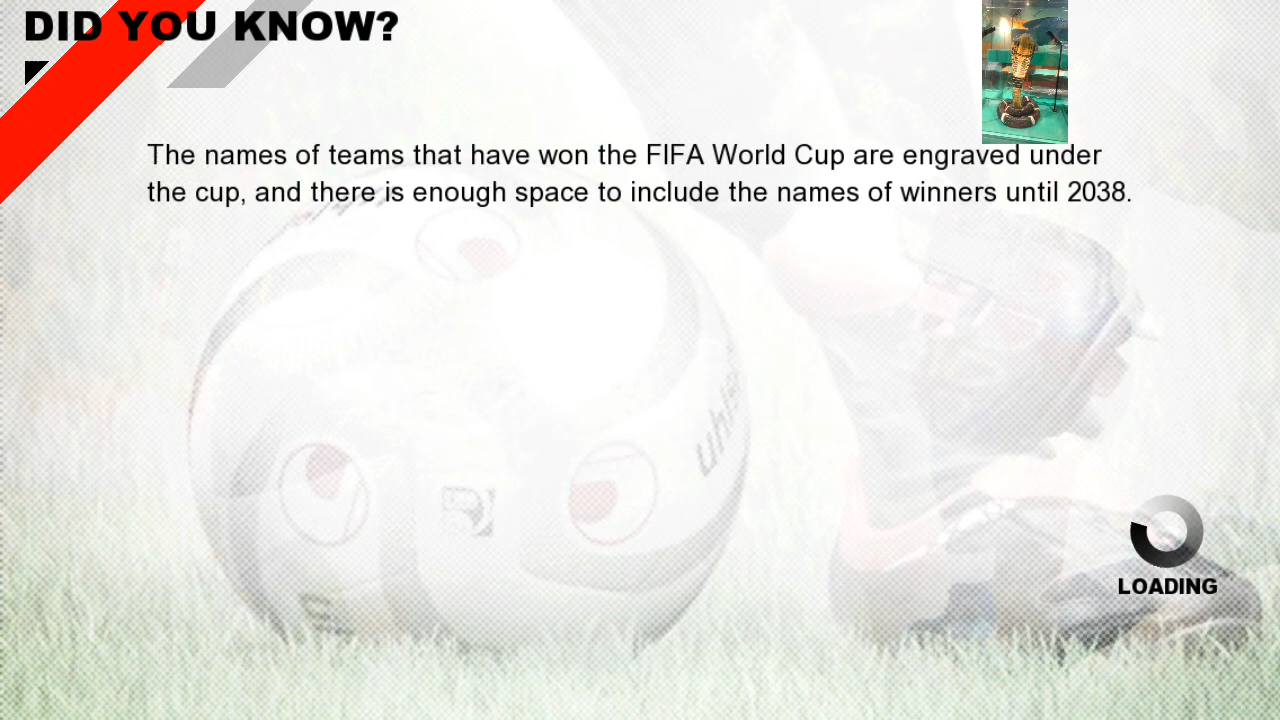 DID YOU KNOW?
The names of teams that have won the FIFA World Cup are engraved under
the cup, and there is enough space to include the names of winners until 2038.
LOADING